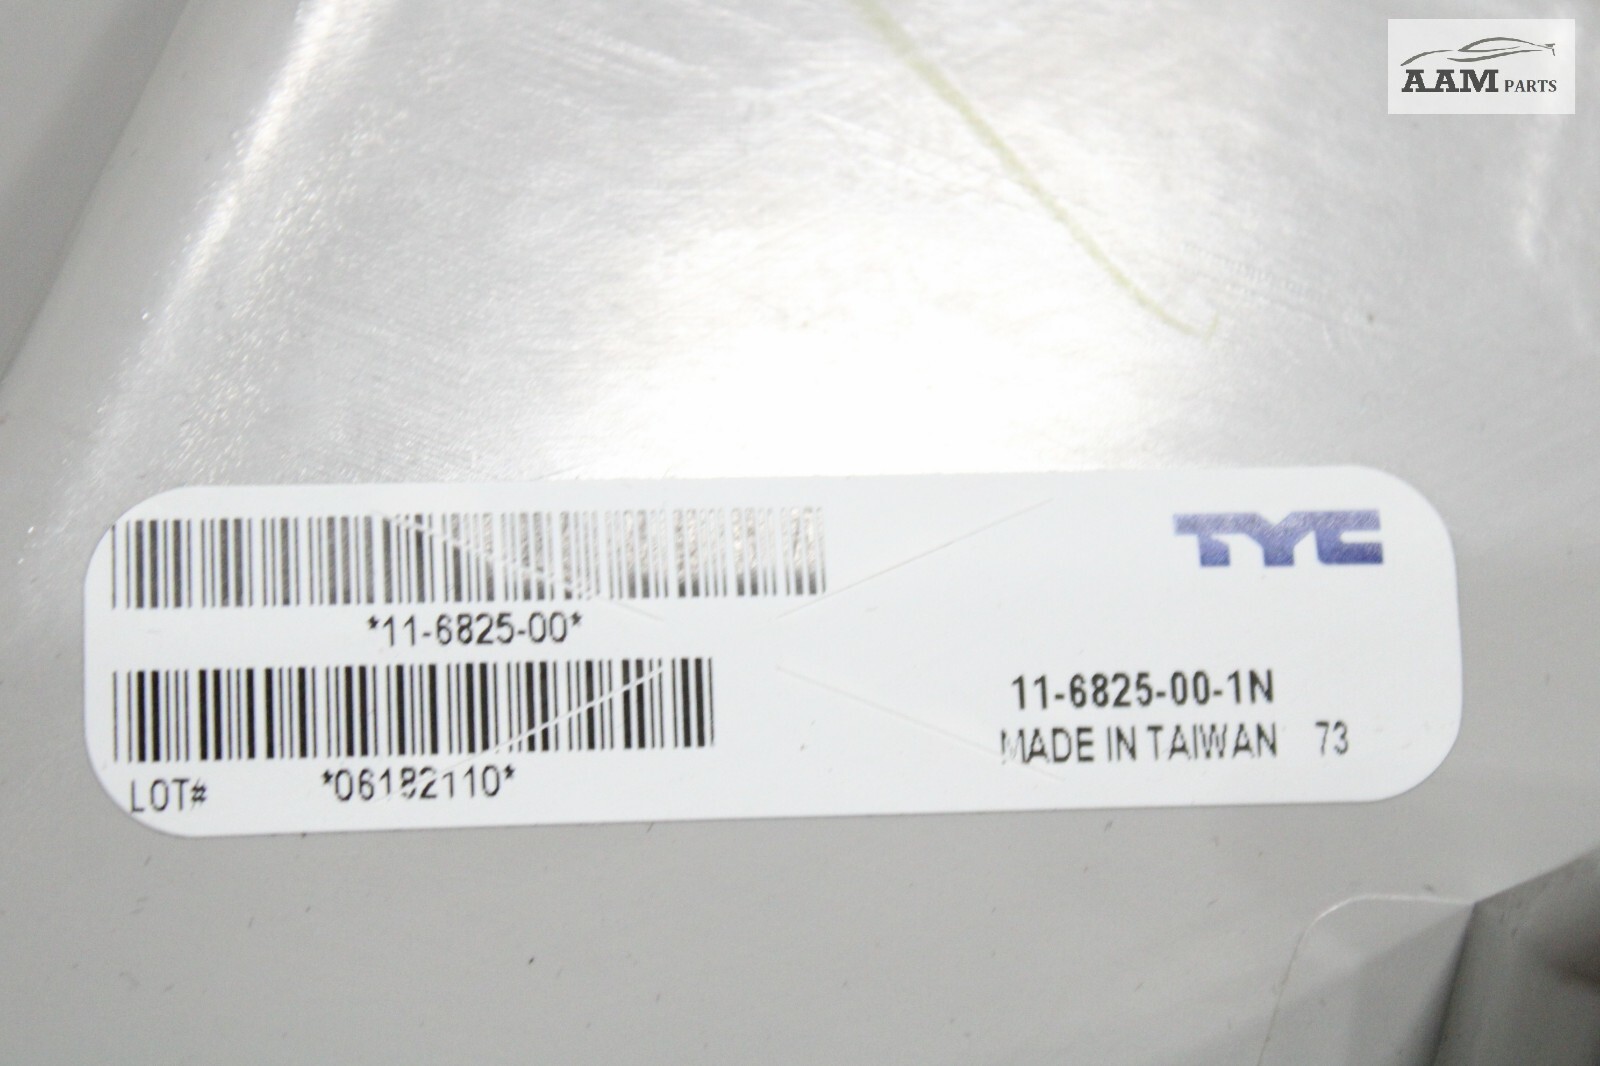 AAM PARTS
TYC
*11-6825-00*
11-6825-00-1N
MADE IN TAIWAN 73
LOT# *06182110*